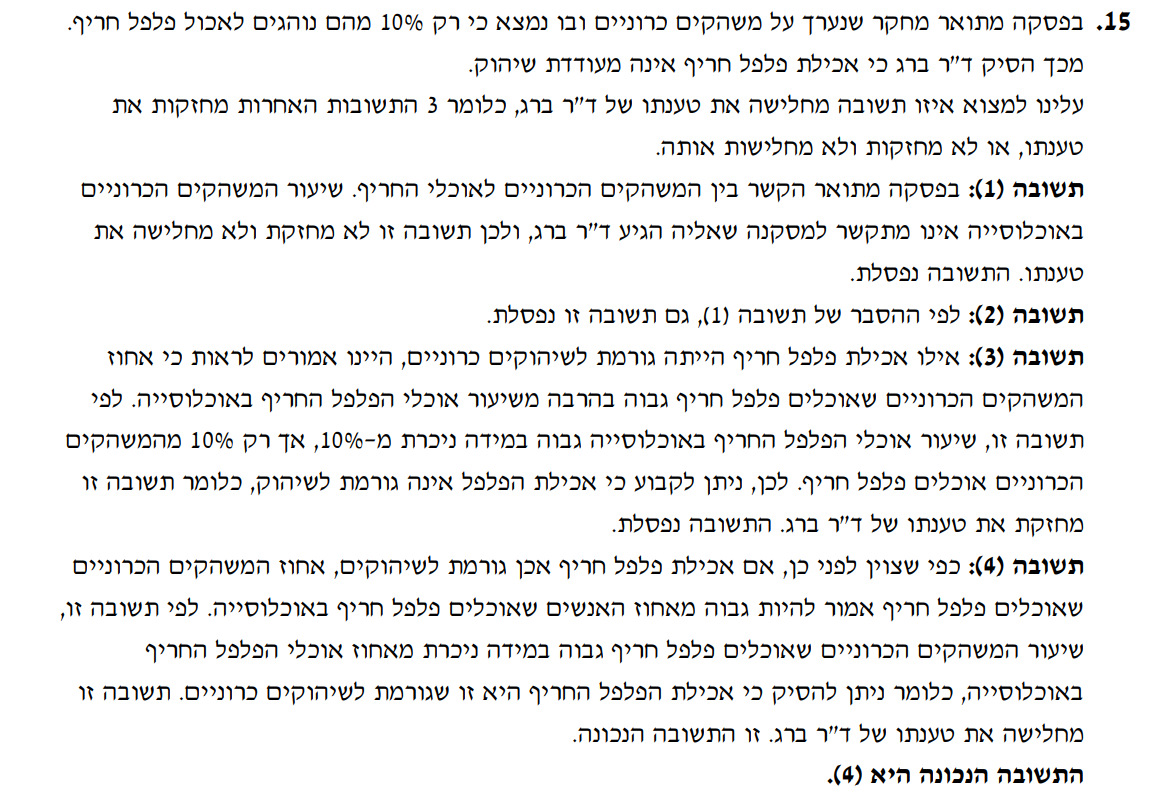 15. בפסקה מתואר מחקר שנערך על משהקים כרוניים ובו נמצא כי רק 10% מהם נוהגים לאכול פלפל חריף.
מכך הסיק ד"ר ברג כי אכילת פלפל חריף אינה מעודדת שיהוק.
עלינו למצוא איזו תשובה מחלישה את טענתו של ד"ר ברג, כלומר 3 התשובות האחרות מחזקות את
טענתו, או לא מחזקות ולא מחלישות אותה.
תשובה (1): בפסקה מתואר הקשר בין המשהקים הכרוניים לאוכלי החריף. שיעור המשהקים הכרוניים
באוכלוסייה אינו מתקשר למסקנה שאליה הגיע ד"ר ברג, ולכן תשובה זו לא מחזקת ולא מחלישה את
טענתו. התשובה נפסלת.
תשובה (2): לפי ההסבר של תשובה (1), גם תשובה זו נפסלת.
תשובה (3): אילו אכילת פלפל חריף הייתה גורמת לשיהוקים כרוניים, היינו אמורים לראות כי אחוז
המשהקים הכרוניים שאוכלים פלפל חריף גבוה בהרבה משיעור אוכלי הפלפל החריף באוכלוסייה. לפי
תשובה זו, שיעור אוכלי הפלפל החריף באוכלוסייה גבוה במידה ניכרת מ-10%, אך רק 10% מהמשהקים
הכרוניים אוכלים פלפל חריף. לכן, ניתן לקבוע כי אכילת הפלפל אינה גורמת לשיהוק, כלומר תשובה זו
מחזקת את טענתו של ד"ר ברג. התשובה נפסלת.
תשובה (4): כפי שצוין לפני כן, אם אכילת פלפל חריף אכן גורמת לשיהוקים, אחוז המשהקים הכרוניים
שאוכלים פלפל חריף אמור להיות גבוה מאחוז האנשים שאוכלים פלפל חריף באוכלוסייה. לפי תשובה זו,
שיעור המשהקים הכרוניים שאוכלים פלפל חריף גבוה במידה ניכרת מאחוז אוכלי הפלפל החריף
באוכלוסייה, כלומר ניתן להסיק כי אכילת הפלפל החריף היא זו שגורמת לשיהוקים כרוניים. תשובה זו
מחלישה את טענתו של ד"ר ברג. זו התשובה הנכונה.
התשובה הנכונה היא (4).